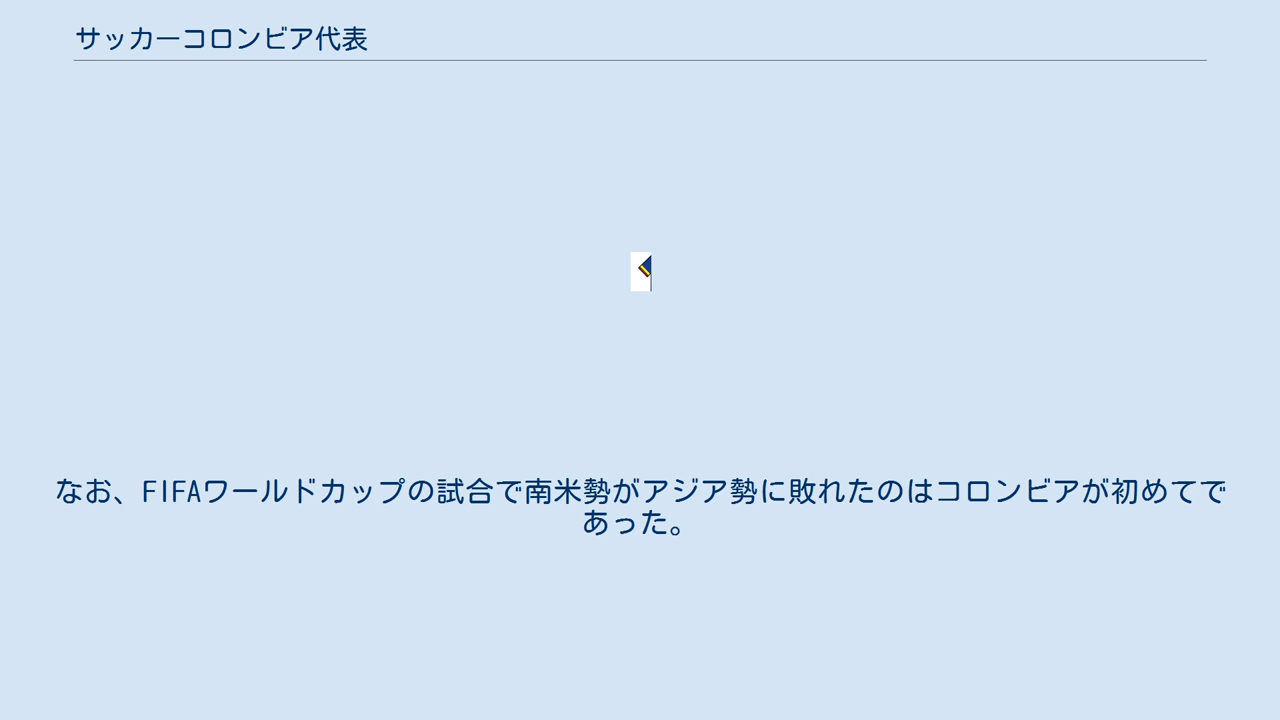 サッカーコロンビア代表
なお、FIFAワールドカップの試合で南米勢がアジア勢に敗れたのはコロンビアが初めてで
あった。